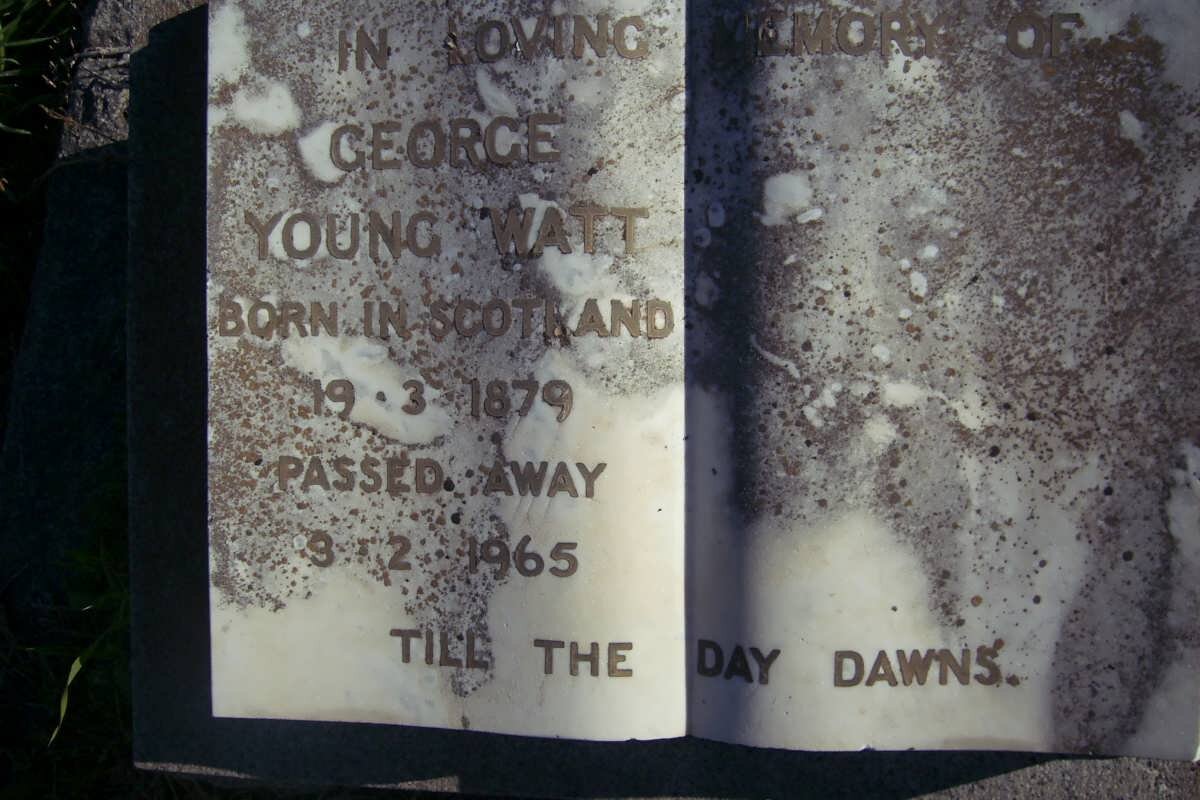 IN LOVING MEMORY OF
GEORGE
YOUNG WATT
BORN IN SCOTLAND
19 · 3 1879
PASSED AWAY
3 · 2 1965
TILL THE DAY DAWNS.